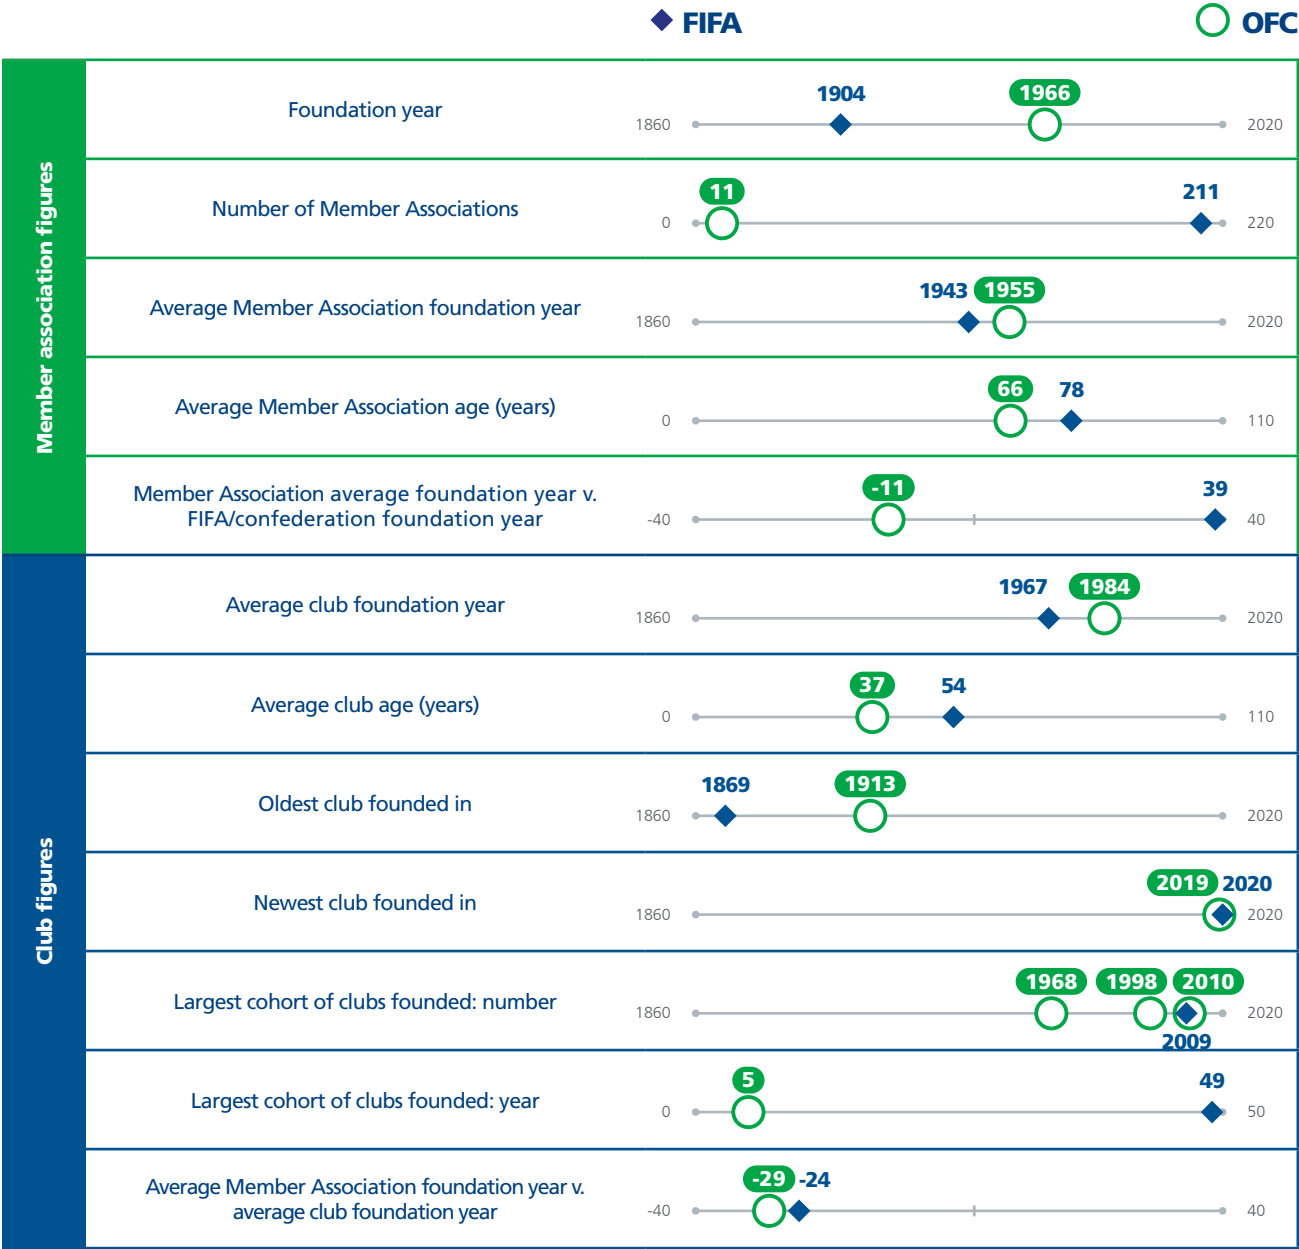 FIFA
OFC
Member association figures
Foundation year
1904
1966
1860
2020
Number of Member Associations
11
211
0
220
Average Member Association foundation year
1943
1955
1860
2020
Average Member Association age (years)
66
78
0
110
Member Association average foundation year v.
FIFA/confederation foundation year
-11
39
-40
40
Club figures
Average club foundation year
1967
1984
1860
2020
Average club age (years)
37
54
0
110
Oldest club founded in
1869
1913
1860
2020
Newest club founded in
2019
2020
1860
2020
Largest cohort of clubs founded: number
1968
1998
2010
1860
2020
2009
Largest cohort of clubs founded: year
5
49
0
50
Average Member Association foundation year v.
average club foundation year
-29
-24
-40
40